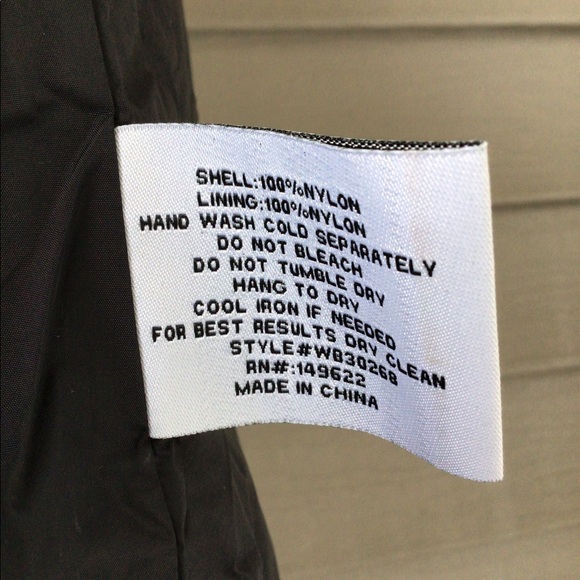 SHELL:100%NYLON
LINING:100%NYLON
HAND WASH COLD SEPARATELY
DO NOT BLEACH
DO NOT TUMBLE DRY
HANG TO DRY
COOL IRON IF NEEDED
FOR BEST RESULTS DRY CLEAN
STYLE#WB30268
RN#:149622
MADE IN CHINA